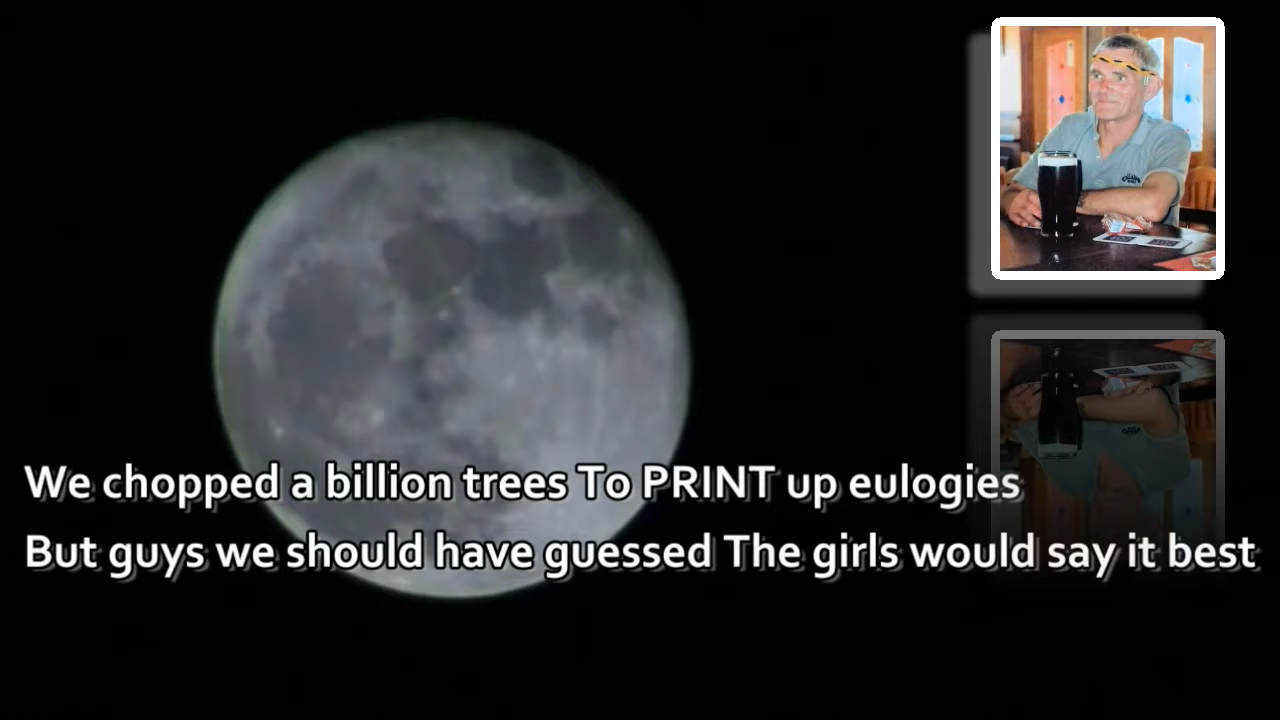 We chopped a billion trees To PRINT up eulogies
But guys we should have guessed The girls would say it best